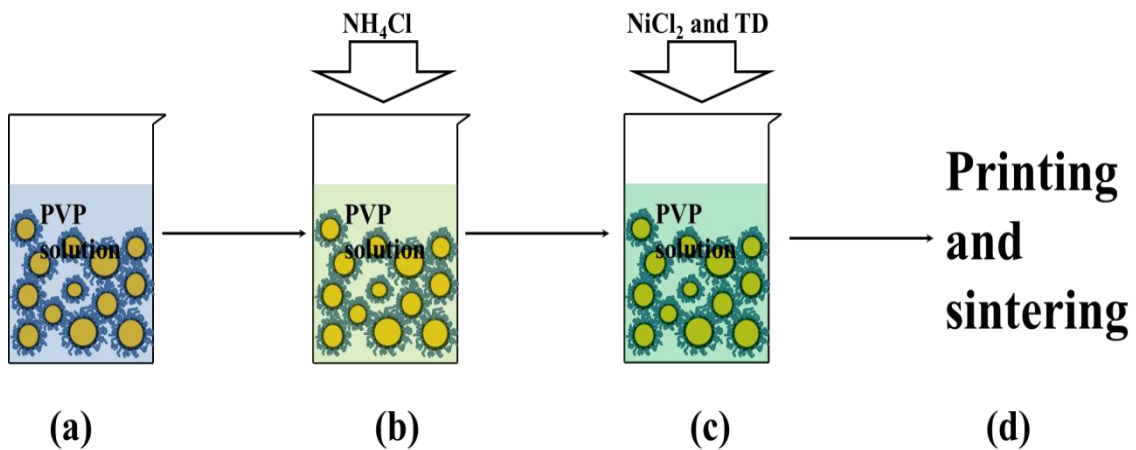 NH₄Cl
NiCl₂ and TD
PVP
solution
PVP
solution
PVP
solution
Printing
and
sintering
(a)
(b)
(c)
(d)